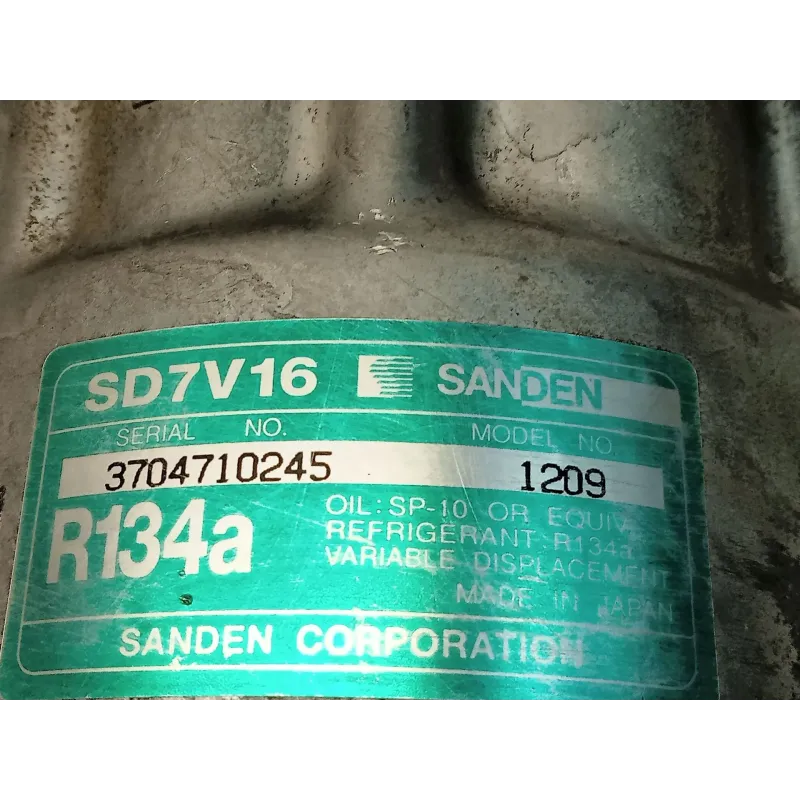 SD7V16 SANDEN
SERIAL NO. MODEL NO.
3704710245 1209
R134a
OIL: SP-10 OR EQUIV.
REFRIGERANT R134a
VARIABLE DISPLACEMENT
MADE IN JAPAN
SANDEN CORPORATION